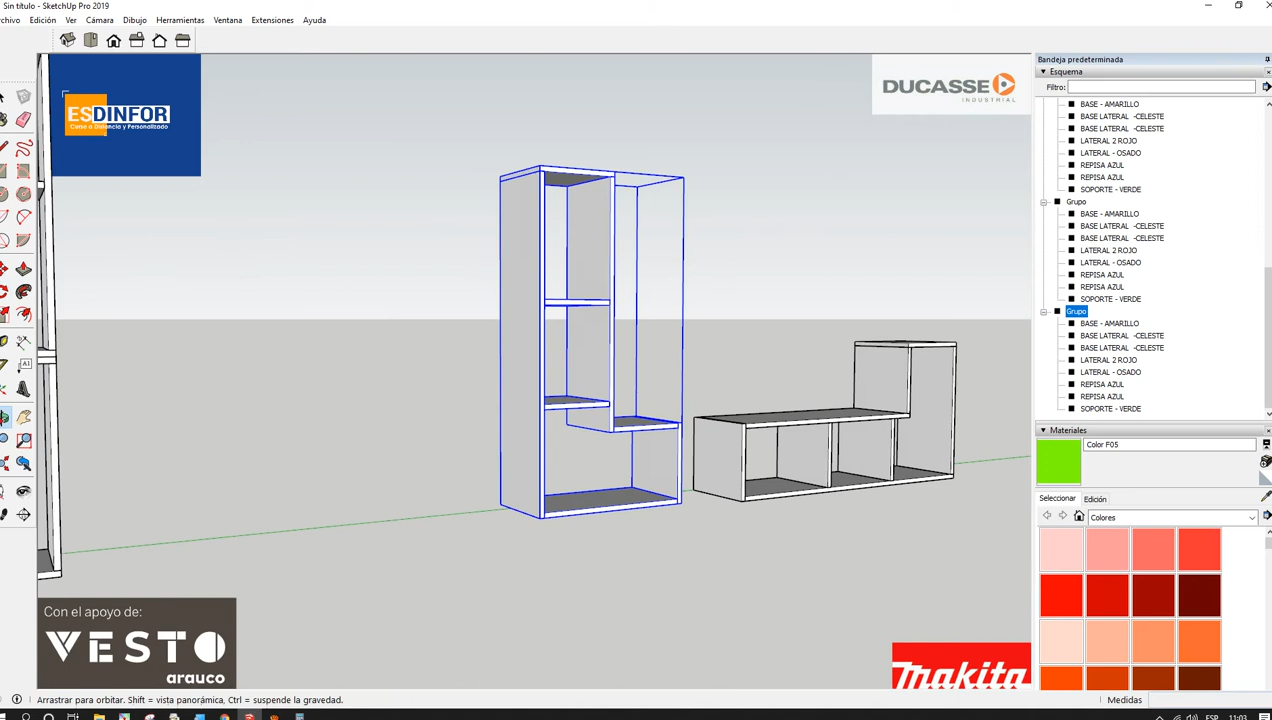 Sin título - SketchUp Pro 2019
rchivo Edición Ver Cámara Dibujo Herramientas Ventana Extensiones Ayuda
ESDINFOR
Curso a Distancia y Personalizado
DUCASSE
INDUSTRIAL
Bandeja predeterminada
Esquema
Filtro:
BASE - AMARILLO
BASE LATERAL -CELESTE
BASE LATERAL -CELESTE
LATERAL 2 ROJO
LATERAL - OSADO
REPISA AZUL
REPISA AZUL
SOPORTE - VERDE
Grupo
BASE - AMARILLO
BASE LATERAL -CELESTE
BASE LATERAL -CELESTE
LATERAL 2 ROJO
LATERAL - OSADO
REPISA AZUL
REPISA AZUL
SOPORTE - VERDE
Grupo
BASE - AMARILLO
BASE LATERAL -CELESTE
BASE LATERAL -CELESTE
LATERAL 2 ROJO
LATERAL - OSADO
REPISA AZUL
REPISA AZUL
SOPORTE - VERDE
A1
Materiales
Color F05
Seleccionar Edición
Colores
Con el apoyo de:
VESTO
arauco
makita
Arrastrar para orbitar. Shift = vista panorámica, Ctrl = suspende la gravedad.
Medidas
ESP 11:03